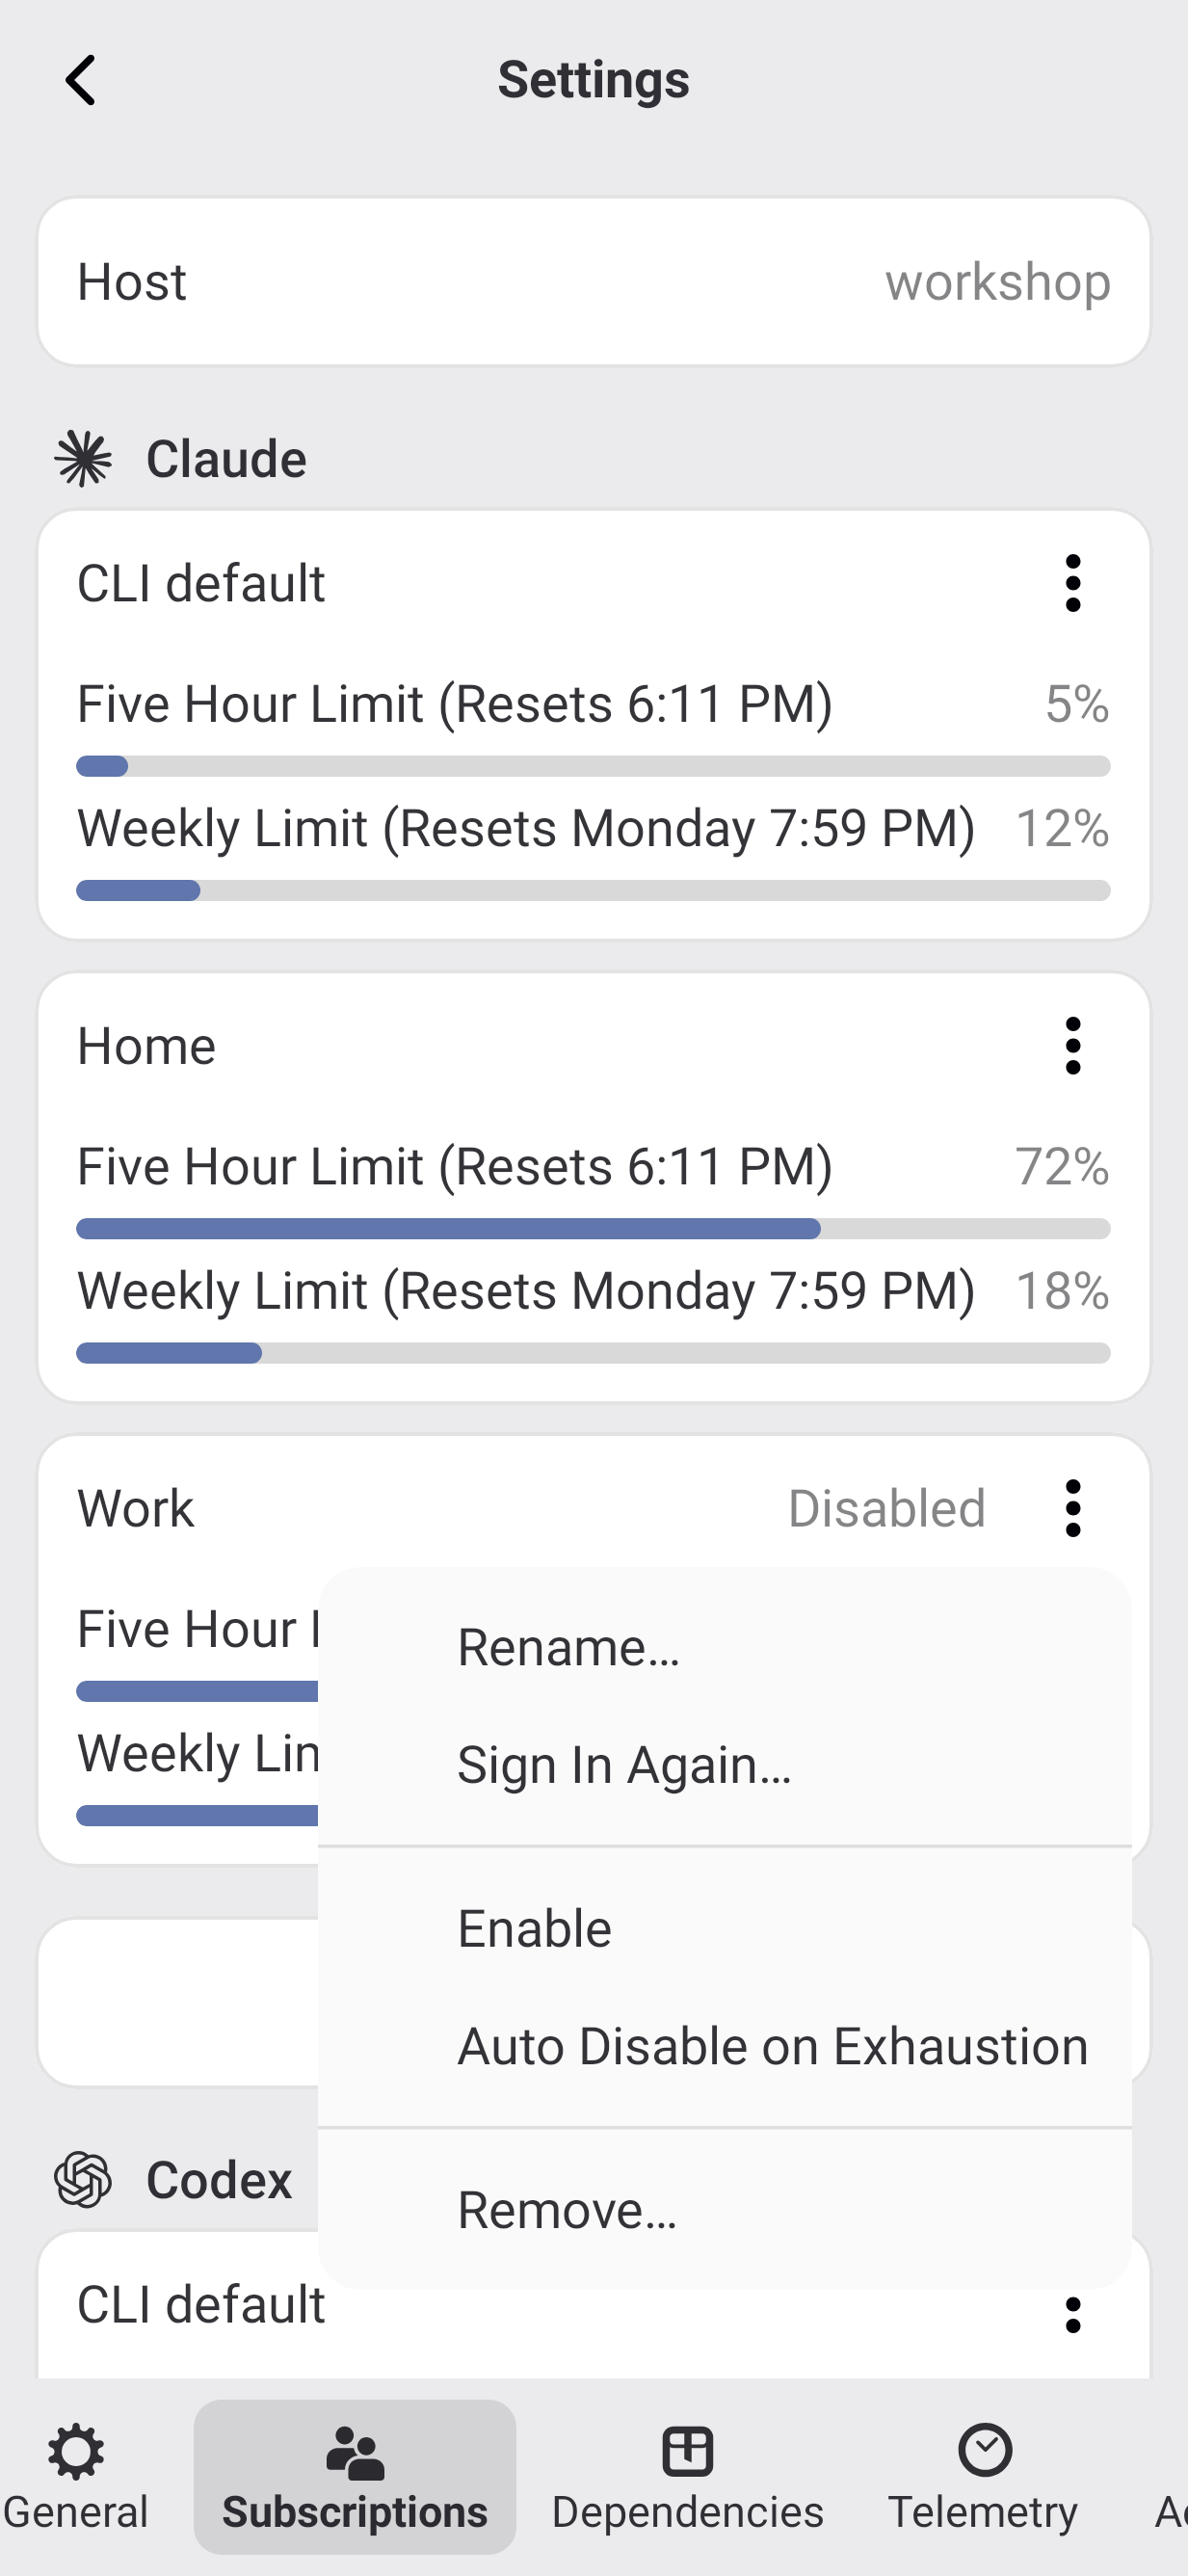 Settings
Host workshop
Claude
CLI default
Five Hour Limit (Resets 6:11 PM) 5%
Weekly Limit (Resets Monday 7:59 PM) 12%
Home
Five Hour Limit (Resets 6:11 PM) 72%
Weekly Limit (Resets Monday 7:59 PM) 18%
Work Disabled
Five Hour
Weekly
Rename…
Sign In Again…
Enable
Auto Disable on Exhaustion
Remove…
Codex
CLI default
General Subscriptions Dependencies Telemetry